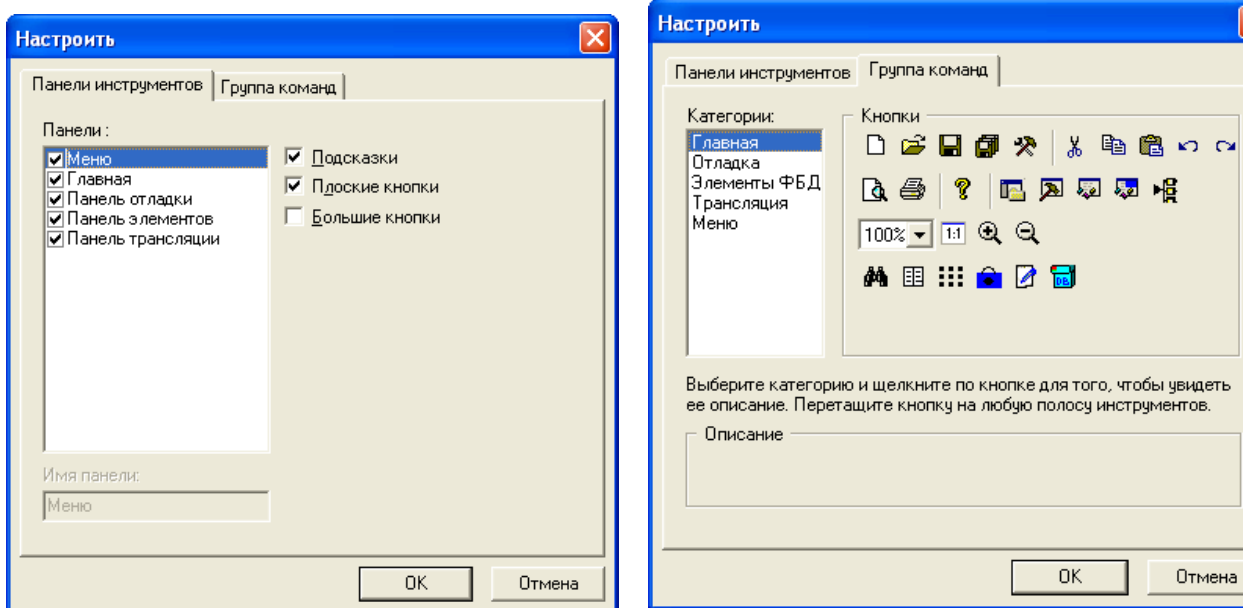 Настроить
Панели инструментов
Группа команд
Панели :
Меню
Главная
Панель отладки
Панель элементов
Панель трансляции
Подсказки
Плоские кнопки
Большие кнопки
Имя панели:
Меню
OK
Отмена
Настроить
Панели инструментов
Группа команд
Категории:
Главная
Отладка
Элементы ФБД
Трансляция
Меню
Кнопки
100%
1:1
DB
Выберите категорию и щелкните по кнопке для того, чтобы увидеть
ее описание. Перетащите кнопку на любую полосу инструментов.
Описание
OK
Отмена